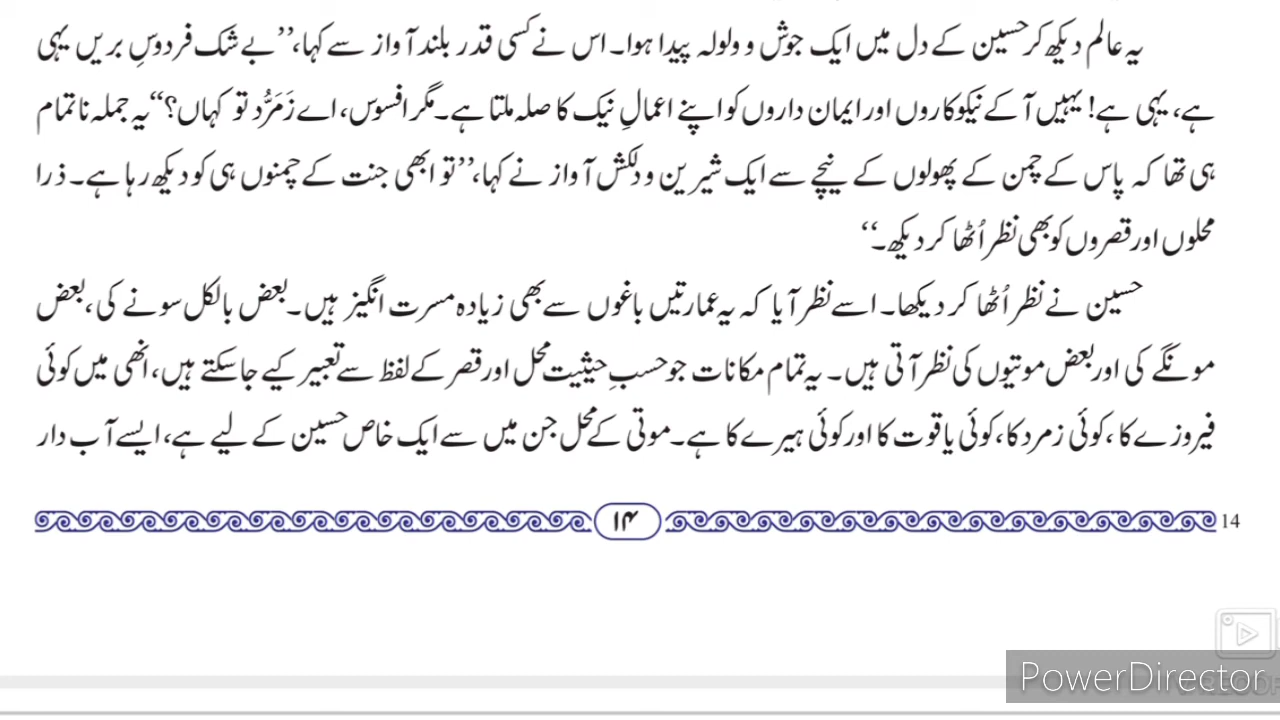 یہ عالم دیکھ کر حسین کے دل میں ایک جوش و ولولہ پیدا ہوا۔ اس نے کسی قدر بلند آواز سے کہا، ’’بے شک فردوسِ بریں یہی
ہے، یہی ہے! یہیں آ کے نیکوکاروں اور ایمان داروں کو اپنے اعمالِ نیک کا صلہ ملتا ہے۔ مگر افسوس، اے زَمَرُّد تو کہاں؟‘‘ یہ جملہ ناتمام
ہی تھا کہ پاس کے چمن کے پھولوں کے نیچے سے ایک شیرین و دلکش آواز نے کہا، ’’تو ابھی جنت کے چمنوں ہی کو دیکھ رہا ہے۔ ذرا
محلوں اور قصروں کو بھی نظر اُٹھا کر دیکھ۔‘‘
حسین نے نظر اُٹھا کر دیکھا۔ اسے نظر آیا کہ یہ عمارتیں باغوں سے بھی زیادہ مسرت انگیز ہیں۔ بعض بالکل سونے کی، بعض
مونگے کی اور بعض موتیوں کی نظر آتی ہیں۔ یہ تمام مکانات جو حسبِ حیثیت محل اور قصر کے لفظ سے تعبیر کیے جا سکتے ہیں، انھی میں کوئی
فیروزے کا، کوئی زمرد کا، کوئی یاقوت کا اور کوئی ہیرے کا ہے۔ موتی کے محل جن میں سے ایک خاص حسین کے لیے ہے، ایسے آب دار
۱۴
14
PowerDirector